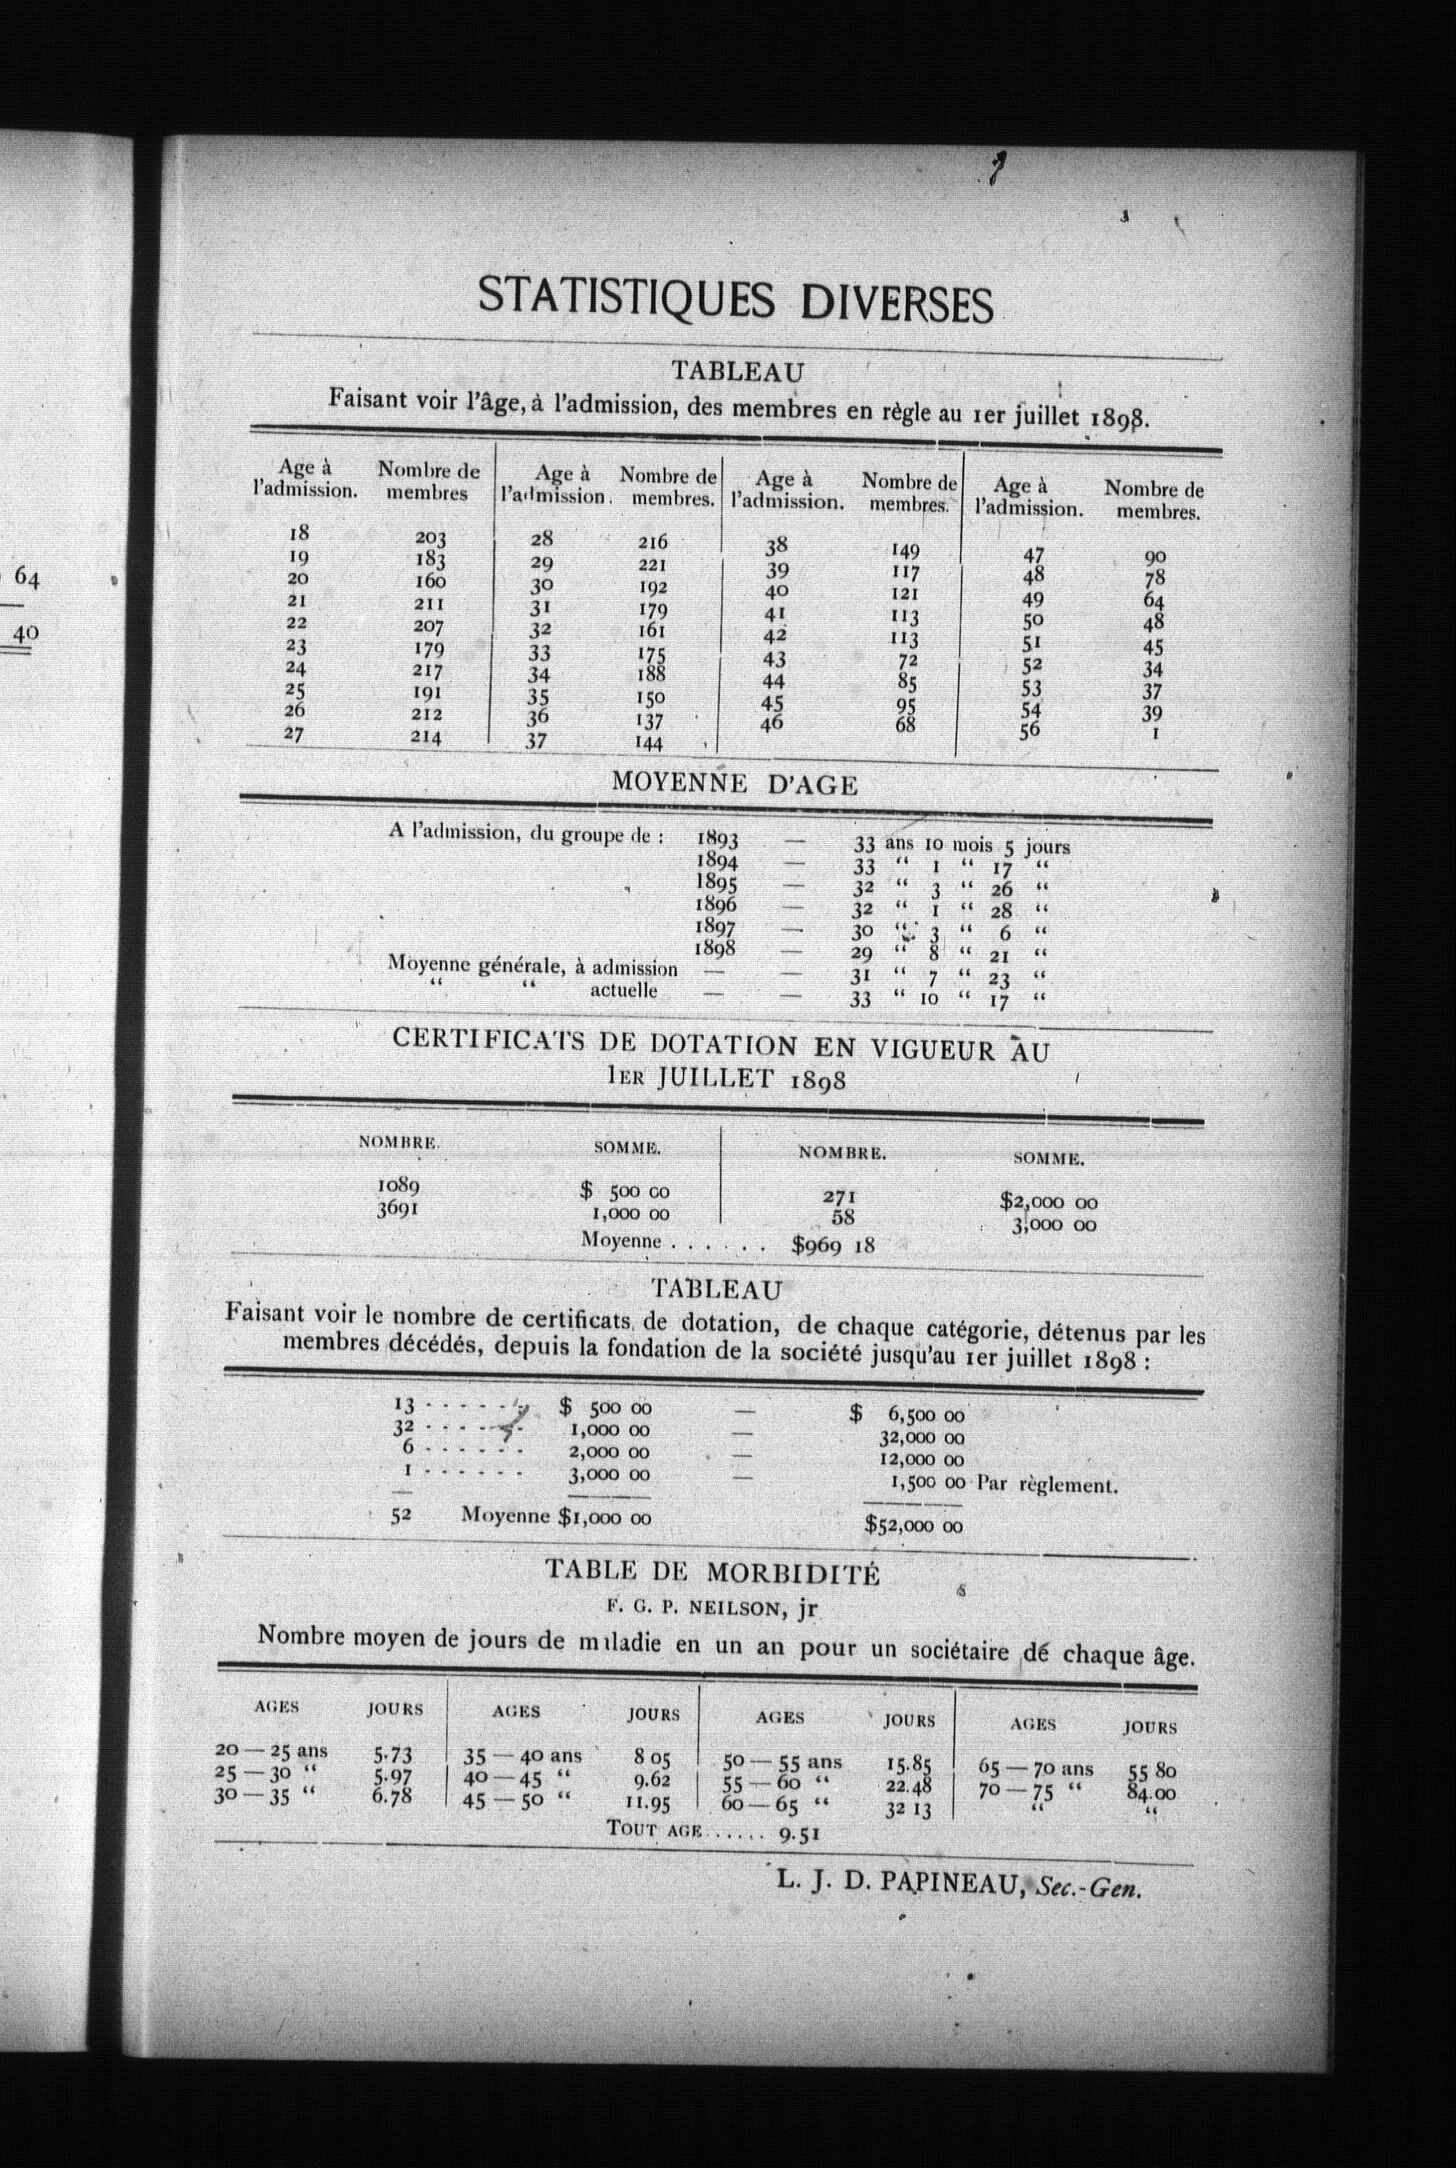 64
40
STATISTIQUES DIVERSES
TABLEAU
Faisant voir l'âge, à l'admission, des membres en règle au 1er juillet 1898.
Age à Nombre de Age à Nombre de Age à Nombre de Age à Nombre de
l'admission. membres l'admission. membres. l'admission. membres. l'admission. membres.
18 203 28 216 38 149 47 90
19 183 29 221 39 117 48 78
20 160 30 192 40 121 49 64
21 211 31 179 41 113 50 48
22 207 32 161 42 113 51 45
23 179 33 175 43 72 52 34
24 217 34 188 44 85 53 37
25 191 35 150 45 95 54 39
26 212 36 137 46 68 56 1
27 214 37 144
MOYENNE D'AGE
A l'admission, du groupe de : 1893 — 33 ans 10 mois 5 jours
1894 — 33 “ 1 “ 17 “
1895 — 32 “ 3 “ 26 “
1896 — 32 “ 1 “ 28 “
1897 — 30 “ 3 “ 6 “
1898 — 29 “ 8 “ 21 “
Moyenne générale, à admission — — 31 “ 7 “ 23 “
“ “ actuelle — — 33 “ 10 “ 17 “
CERTIFICATS DE DOTATION EN VIGUEUR AU
1ER JUILLET 1898
NOMBRE. SOMME. NOMBRE. SOMME.
1089 $ 500 00 271 $2,000 00
3691 1,000 00 58 3,000 00
Moyenne . . . . . . $969 18
TABLEAU
Faisant voir le nombre de certificats de dotation, de chaque catégorie, détenus par les
membres décédés, depuis la fondation de la société jusqu'au 1er juillet 1898 :
13 - - - - - - $ 500 00 — $ 6,500 00
32 - - - - - - 1,000 00 — 32,000 00
6 - - - - - - 2,000 00 — 12,000 00
1 - - - - - - 3,000 00 — 1,500 00 Par règlement.
52 Moyenne $1,000 00 $52,000 00
TABLE DE MORBIDITÉ
F. G. P. NEILSON, jr
Nombre moyen de jours de maladie en un an pour un sociétaire de chaque âge.
AGES JOURS AGES JOURS AGES JOURS AGES JOURS
20 — 25 ans 5.73 35 — 40 ans 8 05 50 — 55 ans 15.85 65 — 70 ans 55 80
25 — 30 “ 5.97 40 — 45 “ 9.62 55 — 60 “ 22.48 70 — 75 “ 84.00
30 — 35 “ 6.78 45 — 50 “ 11.95 60 — 65 “ 32 13 “ “
TOUT AGE ...... 9.51
L. J. D. PAPINEAU, Sec.-Gen.